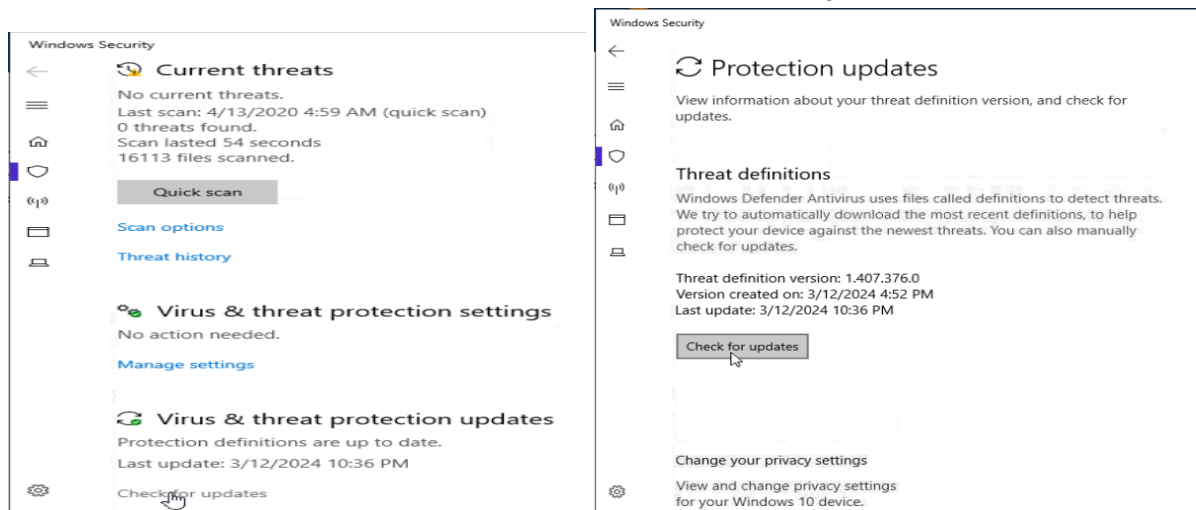 Windows Security
Current threats
No current threats.
Last scan: 4/13/2020 4:59 AM (quick scan)
0 threats found.
Scan lasted 54 seconds
16113 files scanned.
Quick scan
Scan options
Threat history
Virus & threat protection settings
No action needed.
Manage settings
Virus & threat protection updates
Protection definitions are up to date.
Last update: 3/12/2024 10:36 PM
Check for updates
Windows Security
Protection updates
View information about your threat definition version, and check for
updates.
Threat definitions
Windows Defender Antivirus uses files called definitions to detect threats.
We try to automatically download the most recent definitions, to help
protect your device against the newest threats. You can also manually
check for updates.
Threat definition version: 1.407.376.0
Version created on: 3/12/2024 4:52 PM
Last update: 3/12/2024 10:36 PM
Check for updates
Change your privacy settings
View and change privacy settings
for your Windows 10 device.